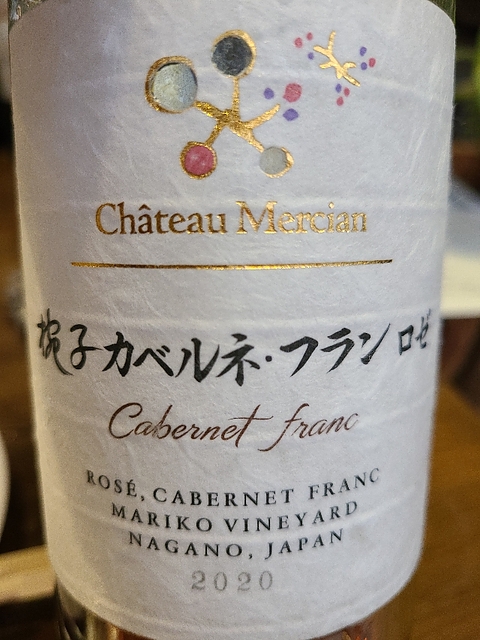 Château Mercian
椀子カベルネ・フラン ロゼ
Cabernet franc
ROSÉ, CABERNET FRANC
MARIKO VINEYARD
NAGANO, JAPAN
2020